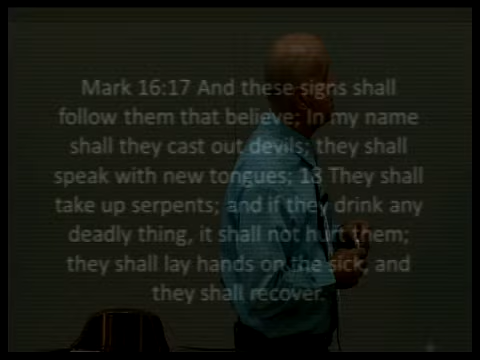 Mark 16:17 And these signs shall
follow them that believe; In my name
shall they cast out devils; they shall
speak with new tongues; 18 They shall
take up serpents; and if they drink any
deadly thing, it shall not hurt them;
they shall lay hands on the sick, and
they shall recover.